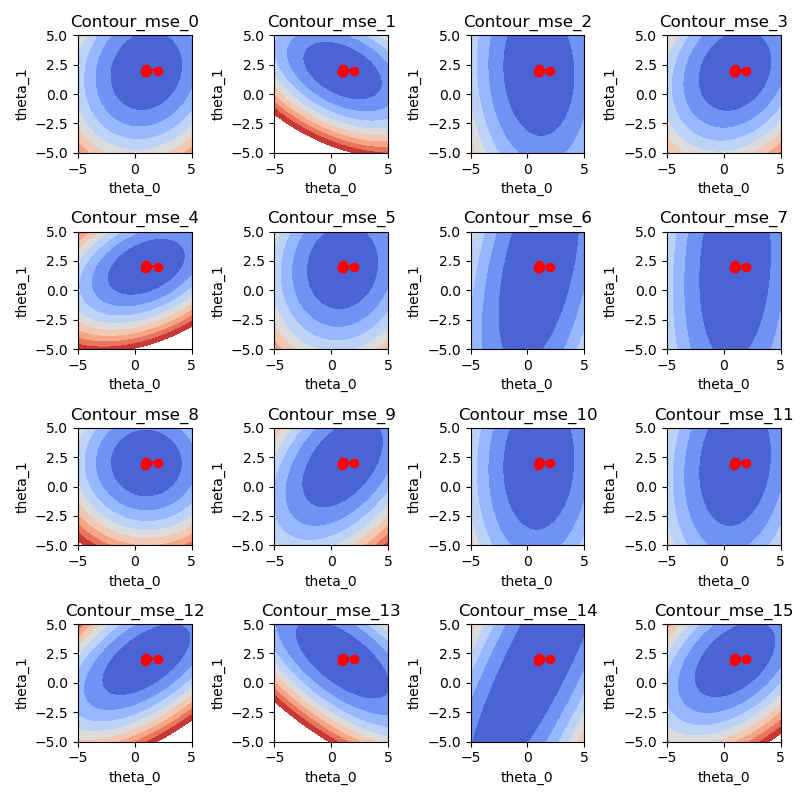 Contour_mse_0 Contour_mse_1 Contour_mse_2 Contour_mse_3
5.0 5.0 5.0 5.0
2.5 2.5 2.5 2.5
theta_1 theta_1 theta_1 theta_1
0.0 0.0 0.0 0.0
−2.5 −2.5 −2.5 −2.5
−5.0 −5.0 −5.0 −5.0
−5 0 5 −5 0 5 −5 0 5 −5 0 5
theta_0 theta_0 theta_0 theta_0
Contour_mse_4 Contour_mse_5 Contour_mse_6 Contour_mse_7
5.0 5.0 5.0 5.0
2.5 2.5 2.5 2.5
theta_1 theta_1 theta_1 theta_1
0.0 0.0 0.0 0.0
−2.5 −2.5 −2.5 −2.5
−5.0 −5.0 −5.0 −5.0
−5 0 5 −5 0 5 −5 0 5 −5 0 5
theta_0 theta_0 theta_0 theta_0
Contour_mse_8 Contour_mse_9 Contour_mse_10 Contour_mse_11
5.0 5.0 5.0 5.0
2.5 2.5 2.5 2.5
theta_1 theta_1 theta_1 theta_1
0.0 0.0 0.0 0.0
−2.5 −2.5 −2.5 −2.5
−5.0 −5.0 −5.0 −5.0
−5 0 5 −5 0 5 −5 0 5 −5 0 5
theta_0 theta_0 theta_0 theta_0
Contour_mse_12 Contour_mse_13 Contour_mse_14 Contour_mse_15
5.0 5.0 5.0 5.0
2.5 2.5 2.5 2.5
theta_1 theta_1 theta_1 theta_1
0.0 0.0 0.0 0.0
−2.5 −2.5 −2.5 −2.5
−5.0 −5.0 −5.0 −5.0
−5 0 5 −5 0 5 −5 0 5 −5 0 5
theta_0 theta_0 theta_0 theta_0